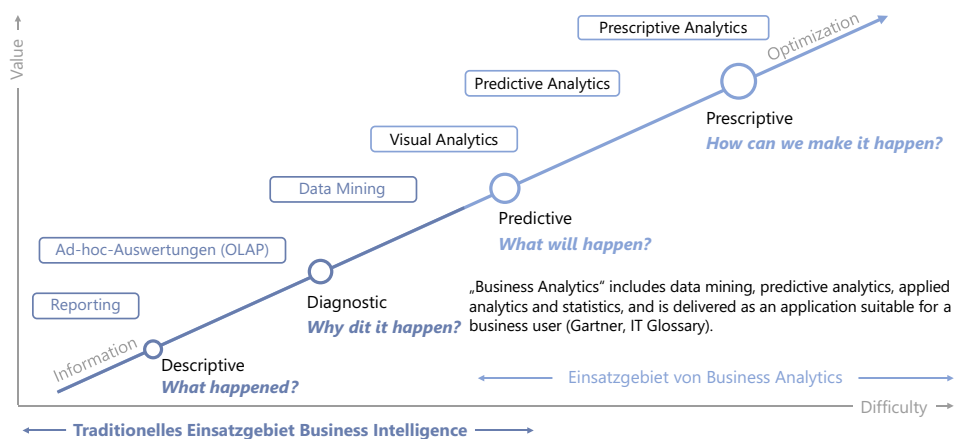 Value
Prescriptive Analytics
Optimization
Predictive Analytics
Prescriptive
How can we make it happen?
Visual Analytics
Data Mining
Predictive
What will happen?
Ad-hoc-Auswertungen (OLAP)
Reporting
Diagnostic
Why dit it happen?
„Business Analytics“ includes data mining, predictive analytics, applied
analytics and statistics, and is delivered as an application suitable for a
business user (Gartner, IT Glossary).
Information
Descriptive
What happened?
Einsatzgebiet von Business Analytics
Difficulty
Traditionelles Einsatzgebiet Business Intelligence